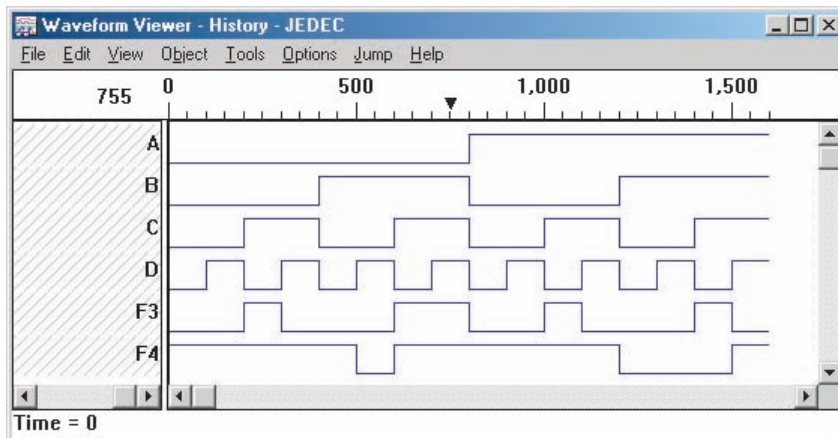 Waveform Viewer - History - JEDEC
File Edit View Object Tools Options Jump Help
755 0 500 1,000 1,500
A
B
C
D
F3
F4
Time = 0